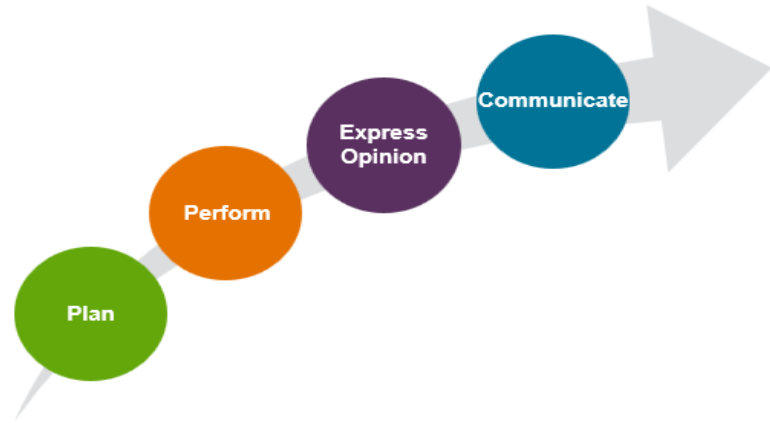 Plan
Perform
Express
Opinion
Communicate